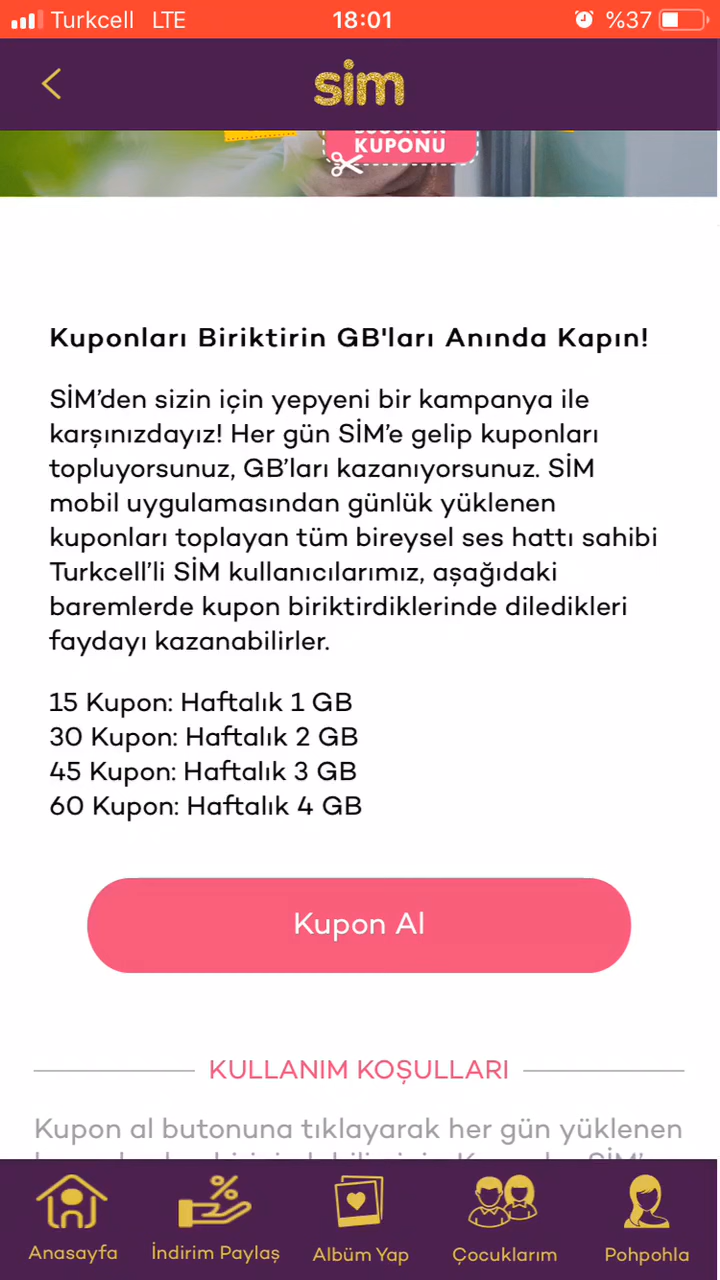 Turkcell LTE 18:01 %37
sim
KUPONU
Kuponları Biriktirin GB'ları Anında Kapın!
SİM’den sizin için yepyeni bir kampanya ile
karşınızdayız! Her gün SİM’e gelip kuponları
topluyorsunuz, GB’ları kazanıyorsunuz. SİM
mobil uygulamasından günlük yüklenen
kuponları toplayan tüm bireysel ses hattı sahibi
Turkcell’li SİM kullanıcılarımız, aşağıdaki
baremlerde kupon biriktirdiklerinde diledikleri
faydayı kazanabilirler.
15 Kupon: Haftalık 1 GB
30 Kupon: Haftalık 2 GB
45 Kupon: Haftalık 3 GB
60 Kupon: Haftalık 4 GB
Kupon Al
KULLANIM KOŞULLARI
Kupon al butonuna tıklayarak her gün yüklenen
Anasayfa İndirim Paylaş Albüm Yap Çocuklarım Pohpohla